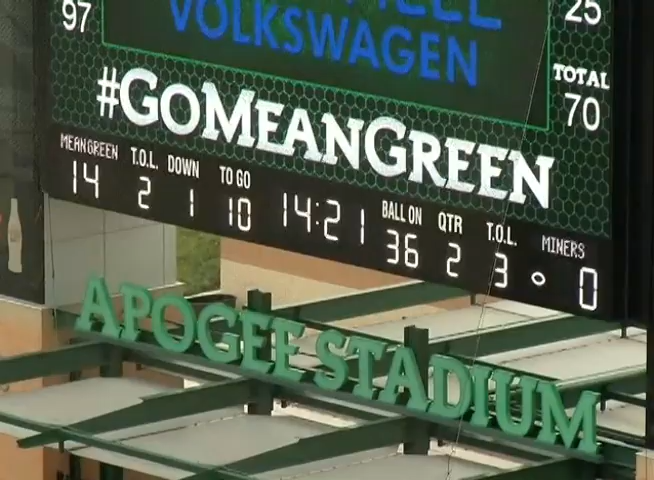 97
25
VOLKSWAGEN
TOTAL
70
#GOMEANGREEN
MEANGREEN T.O.L. DOWN TO GO BALL ON QTR T.O.L. MINERS
14 2 1 10 14:21 36 2 3 0
APOGEE STADIUM